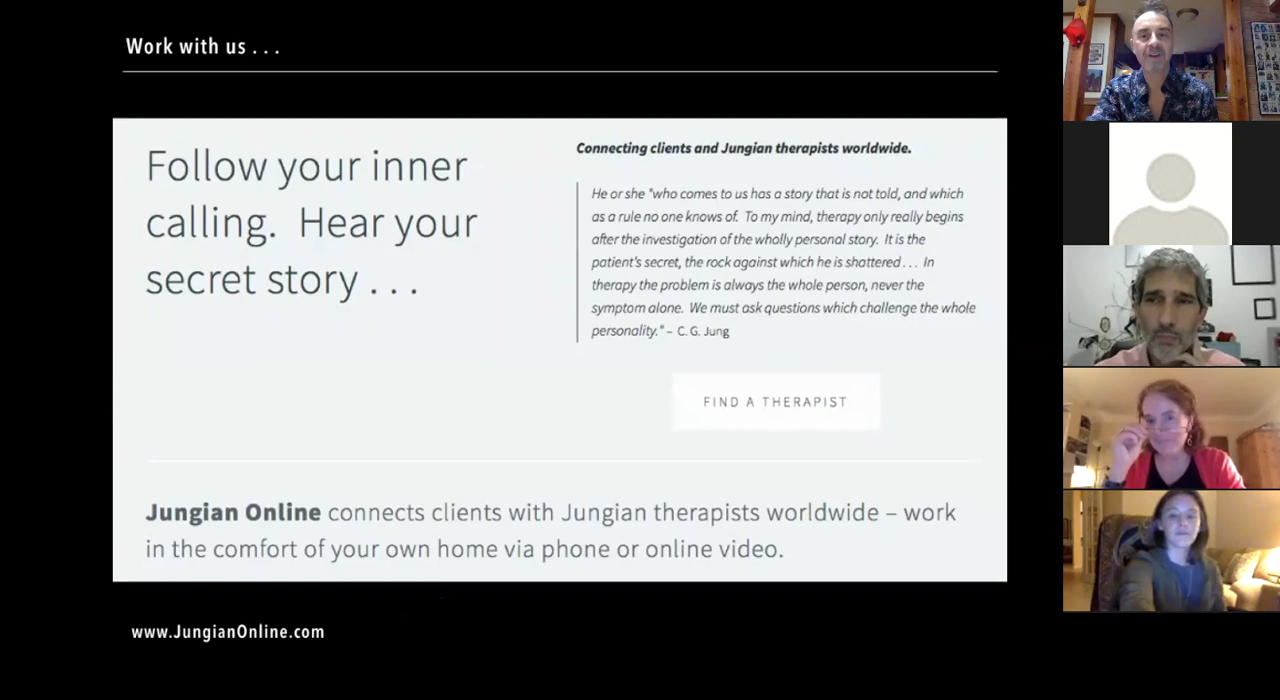 Work with us . . .
Follow your inner
calling.  Hear your
secret story . . .
Connecting clients and Jungian therapists worldwide.
He or she "who comes to us has a story that is not told, and which
as a rule no one knows of.  To my mind, therapy only really begins
after the investigation of the wholly personal story.  It is the
patient's secret, the rock against which he is shattered . . .  In
therapy the problem is always the whole person, never the
symptom alone.  We must ask questions which challenge the whole
personality." – C. G. Jung
FIND A THERAPIST
Jungian Online connects clients with Jungian therapists worldwide – work
in the comfort of your own home via phone or online video.
www.JungianOnline.com